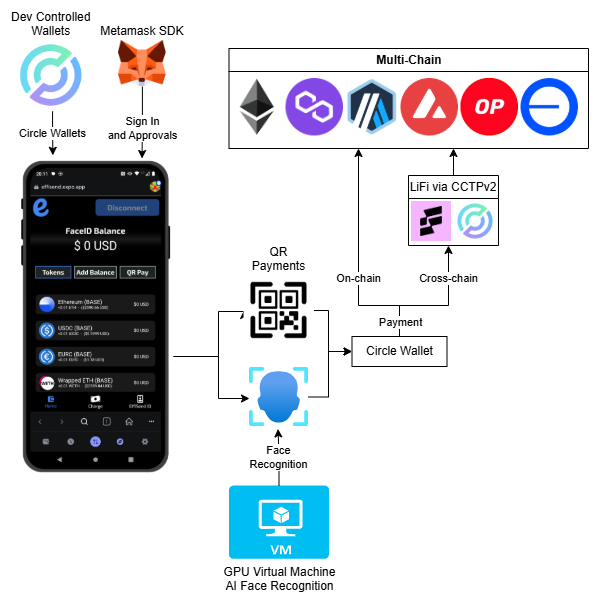 Dev Controlled
Wallets
Metamask SDK
Circle Wallets
Sign In
and Approvals
20:11
effisend.expo.app
e
Disconnect
FaceID Balance
$ 0 USD
Tokens
Add Balance
QR Pay
Ethereum (BASE)
$0 USD
USDC (BASE)
$0 USD
EURC (BASE)
$0 USD
WETH
Wrapped ETH (BASE)
$0 USD
Home
Charge
EffiSend ID
QR
Payments
Face
Recognition
VM
GPU Virtual Machine
AI Face Recognition
Multi-Chain
OP
LiFi via CCTPv2
On-chain
Cross-chain
Payment
Circle Wallet